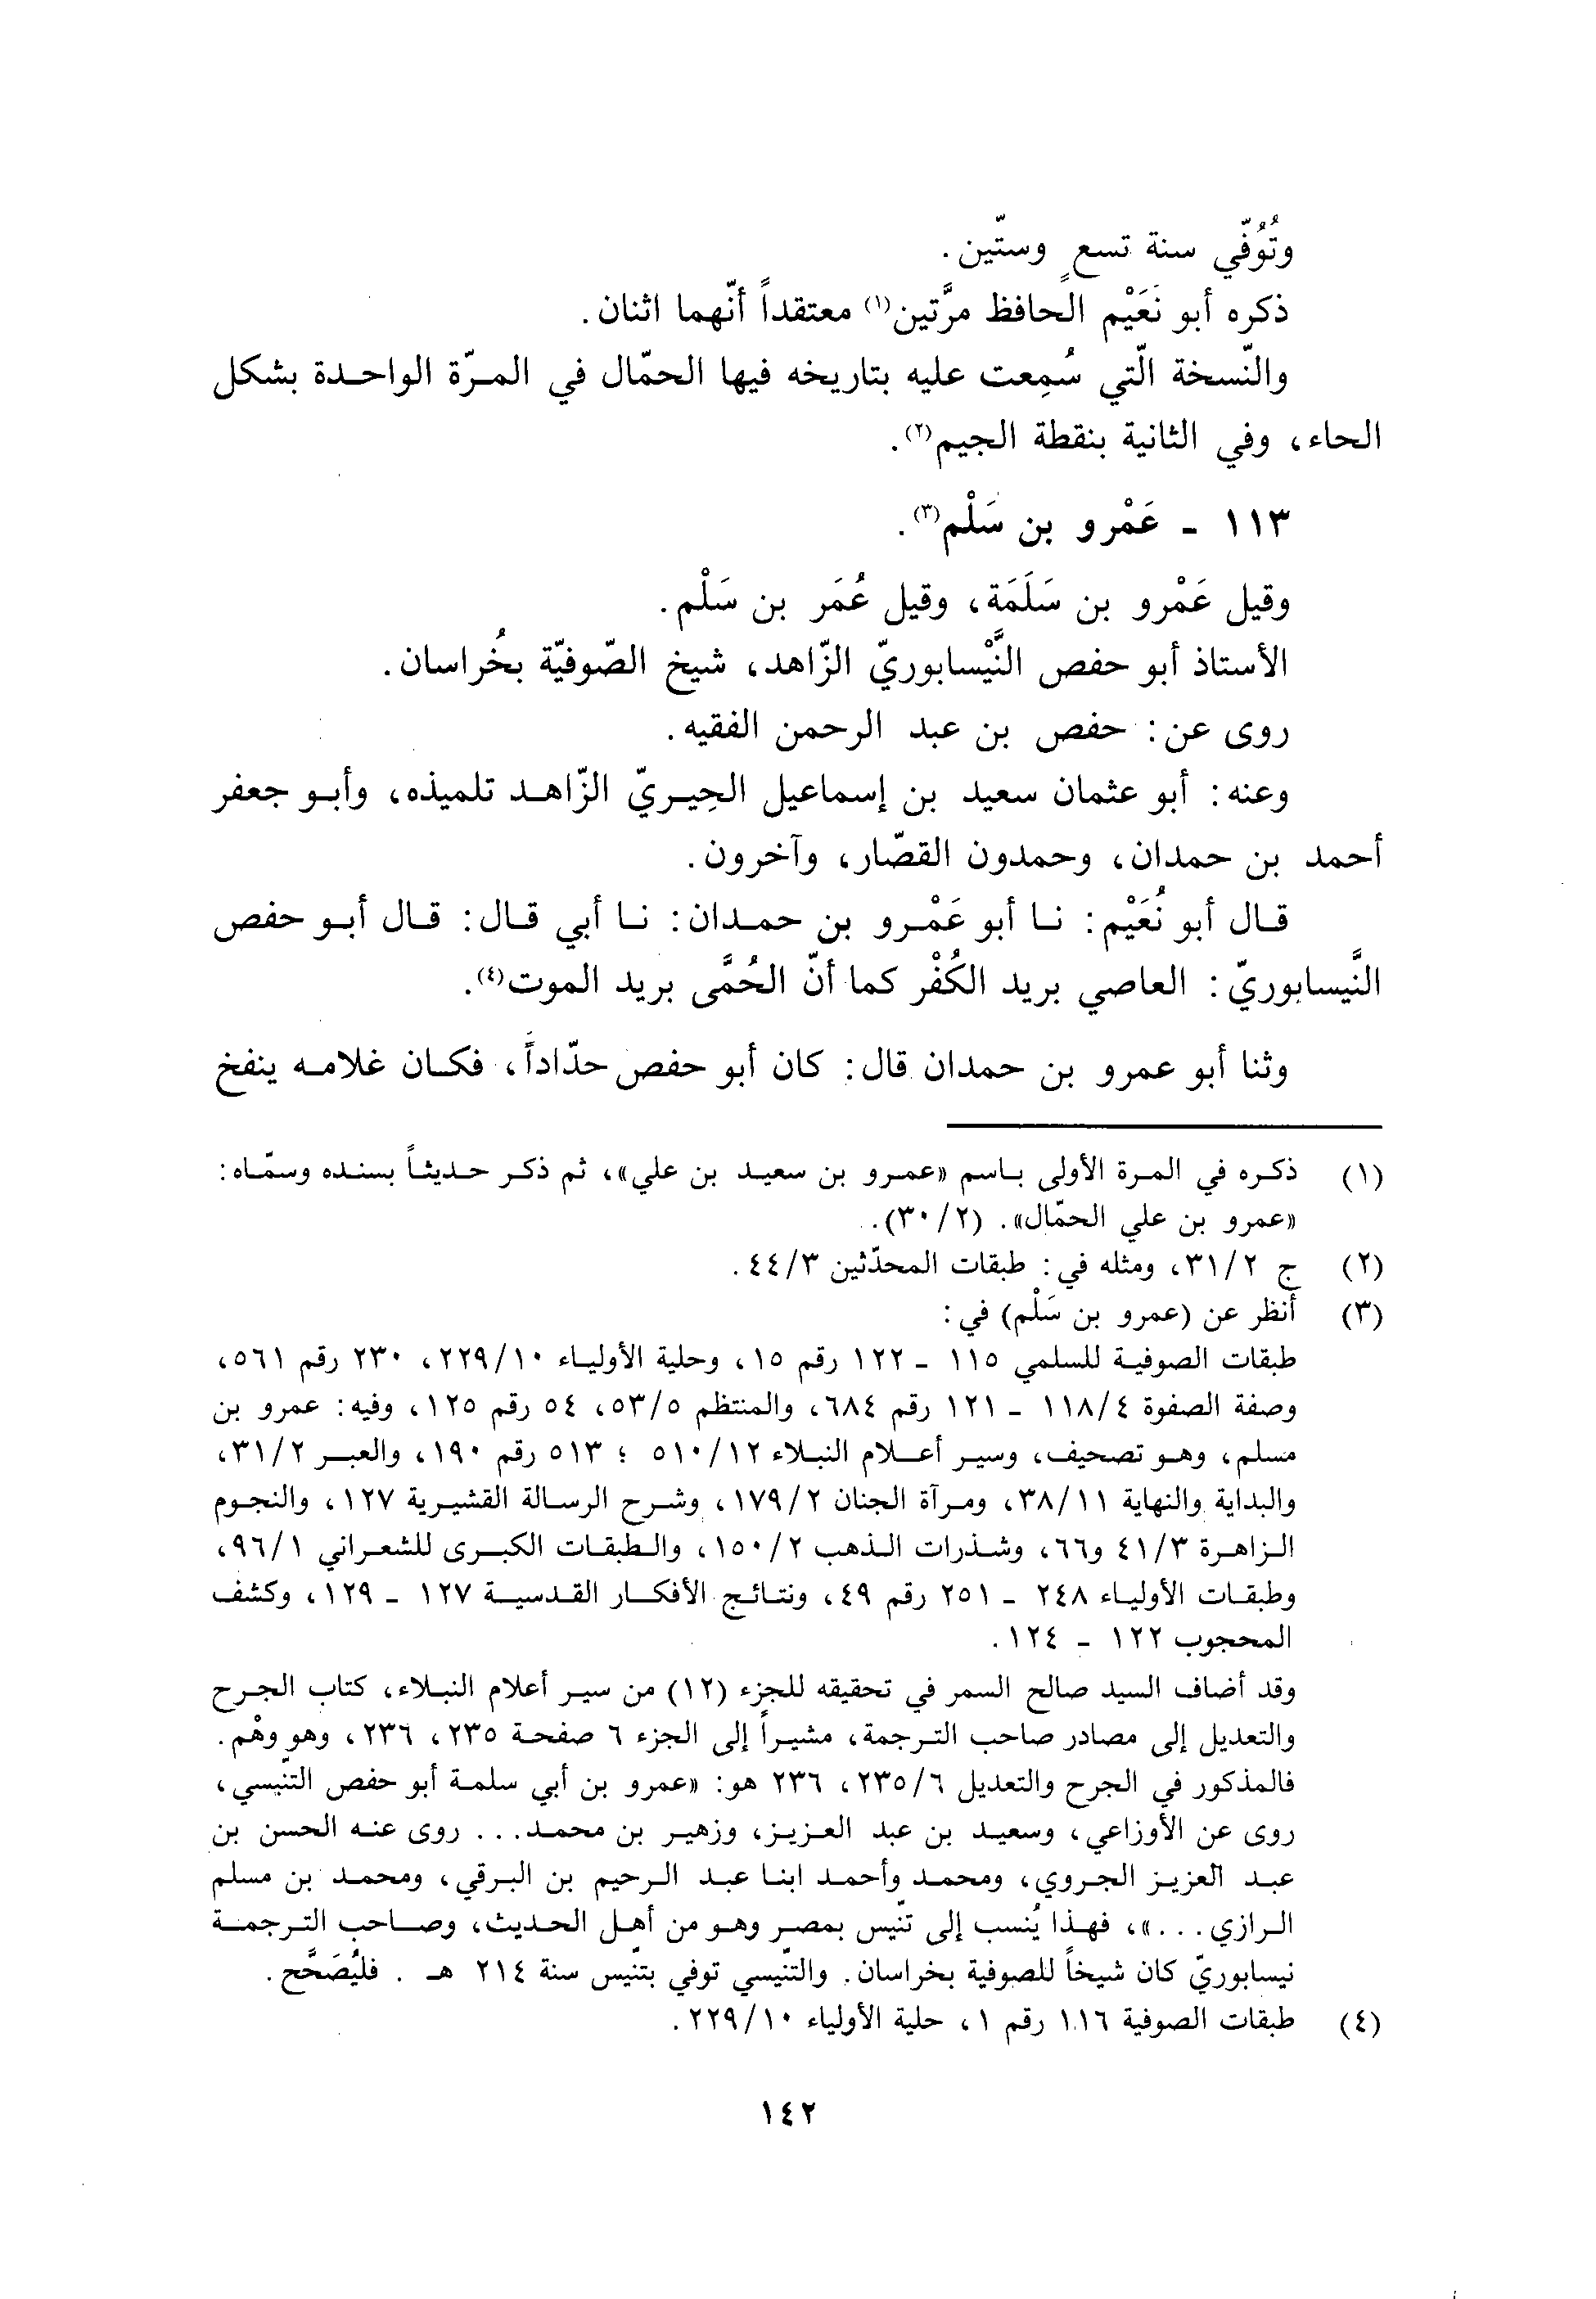 وتُوُفّي سنة تسعٍ وستّين.
ذكره أبو نَعَيْم الحافظ مرَّتين(١) معتقداً أنّهما اثنان.
والنّسخة الّتي سُمِعت عليه بتاريخه فيها الحمّال في المرّة الواحدة بشكل
الحاء، وفي الثانية بنقطة الجيم(٢).
١١٣ - عَمْرو بن سَلْم(٣).
وقيل عَمْرو بن سَلَمَة، وقيل عُمَر بن سَلْم.
الأستاذ أبو حفص النَّيْسابوريّ الزّاهد، شيخ الصّوفيّة بخُراسان.
روى عن: حفص بن عبد الرحمن الفقيه.
وعنه: أبو عثمان سعيد بن إسماعيل الحِيريّ الزّاهد تلميذه، وأبو جعفر
أحمد بن حمدان، وحمدون القصّار، وآخرون.
قال أبو نُعَيْم: نا أبو عَمْرو بن حمدان: نا أبي قال: قال أبو حفص
النَّيسابوريّ: العاصي بريد الكُفْر كما أنّ الحُمَّى بريد الموت(٤).
وثنا أبو عمرو بن حمدان قال: كان أبو حفص حدّاداً، فكان غلامه ينفخ
(١) ذكره في المرة الأولى باسم «عمرو بن سعيد بن علي»، ثم ذكر حديثاً بسنده وسمّاه:
«عمرو بن علي الحمّال». (٣٠/٢).
(٢) ج ٣١/٢، ومثله في: طبقات المحدّثين ٤٤/٣.
(٣) أنظر عن (عمرو بن سَلْم) في:
طبقات الصوفية للسلمي ١١٥ - ١٢٢ رقم ١٥، وحلية الأولياء ٢٢٩/١٠، ٢٣٠ رقم ٥٦١،
وصفة الصفوة ١١٨/٤ - ١٢١ رقم ٦٨٤، والمنتظم ٥٣/٥، ٥٤ رقم ١٢٥، وفيه: عمرو بن
مسلم، وهو تصحيف، وسير أعلام النبلاء ٥١٠/١٢ ؛ ٥١٣ رقم ١٩٠، والعبر ٣١/٢،
والبداية والنهاية ٣٨/١١، ومرآة الجنان ١٧٩/٢، وشرح الرسالة القشيرية ١٢٧، والنجوم
الزاهرة ٤١/٣ و٦٦، وشذرات الذهب ١٥٠/٢، والطبقات الكبرى للشعراني ٩٦/١،
وطبقات الأولياء ٢٤٨ - ٢٥١ رقم ٤٩، ونتائج الأفكار القدسية ١٢٧ - ١٢٩، وكشف
المحجوب ١٢٢ - ١٢٤.
وقد أضاف السيد صالح السمر في تحقيقه للجزء (١٢) من سير أعلام النبلاء، كتاب الجرح
والتعديل إلى مصادر صاحب الترجمة، مشيراً إلى الجزء ٦ صفحة ٢٣٥، ٢٣٦، وهو وهْم.
فالمذكور في الجرح والتعديل ٢٣٥/٦، ٢٣٦ هو: «عمرو بن أبي سلمة أبو حفص التنّيسي،
روى عن الأوزاعي، وسعيد بن عبد العزيز، وزهير بن محمد... روى عنه الحسن بن
عبد العزيز الجروي، ومحمد وأحمد ابنا عبد الرحيم بن البرقي، ومحمد بن مسلم
الرازي...»، فهذا يُنسب إلى تنّيس بمصر وهو من أهل الحديث، وصاحب الترجمة
نيسابوريّ كان شيخاً للصوفية بخراسان. والتنّيسي توفي بتنّيس سنة ٢١٤ هـ . فليُصَحَّح.
(٤) طبقات الصوفية ١١٦ رقم ١، حلية الأولياء ٢٢٩/١٠.
١٤٢